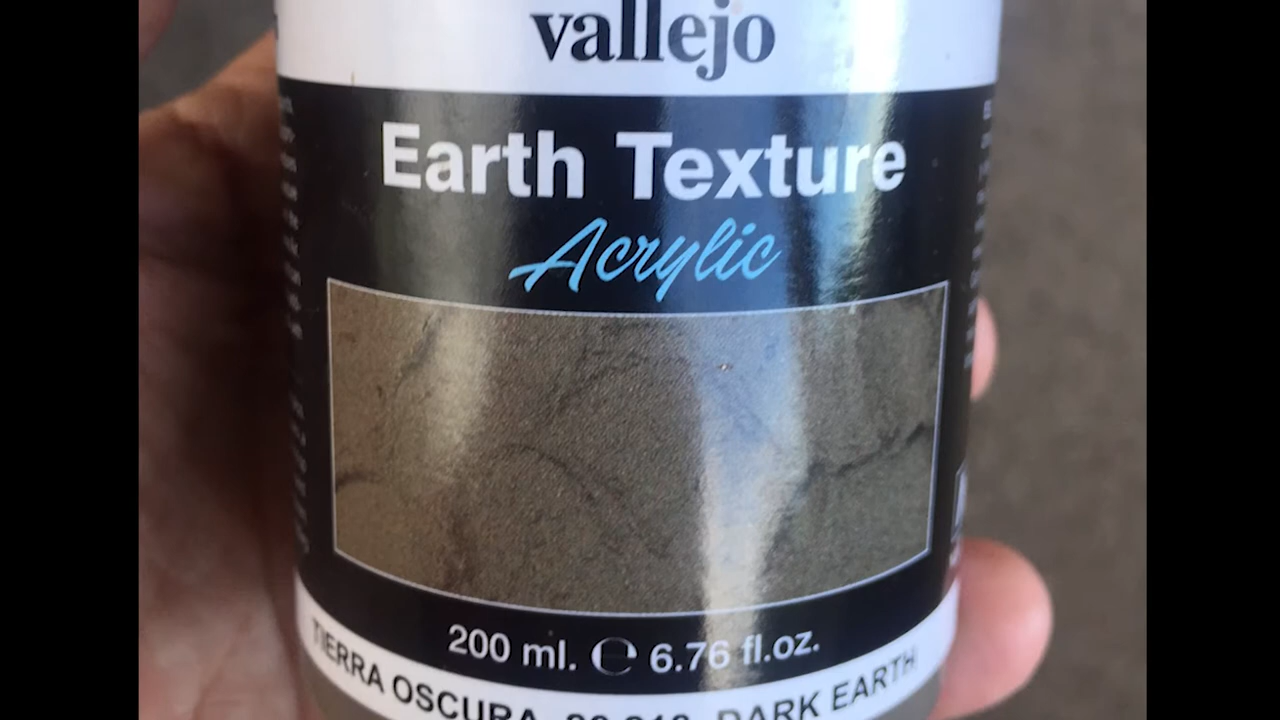 vallejo
Earth Texture
Acrylic
200 ml. ℮ 6.76 fl.oz.
TIERRA OSCURA DARK EARTH